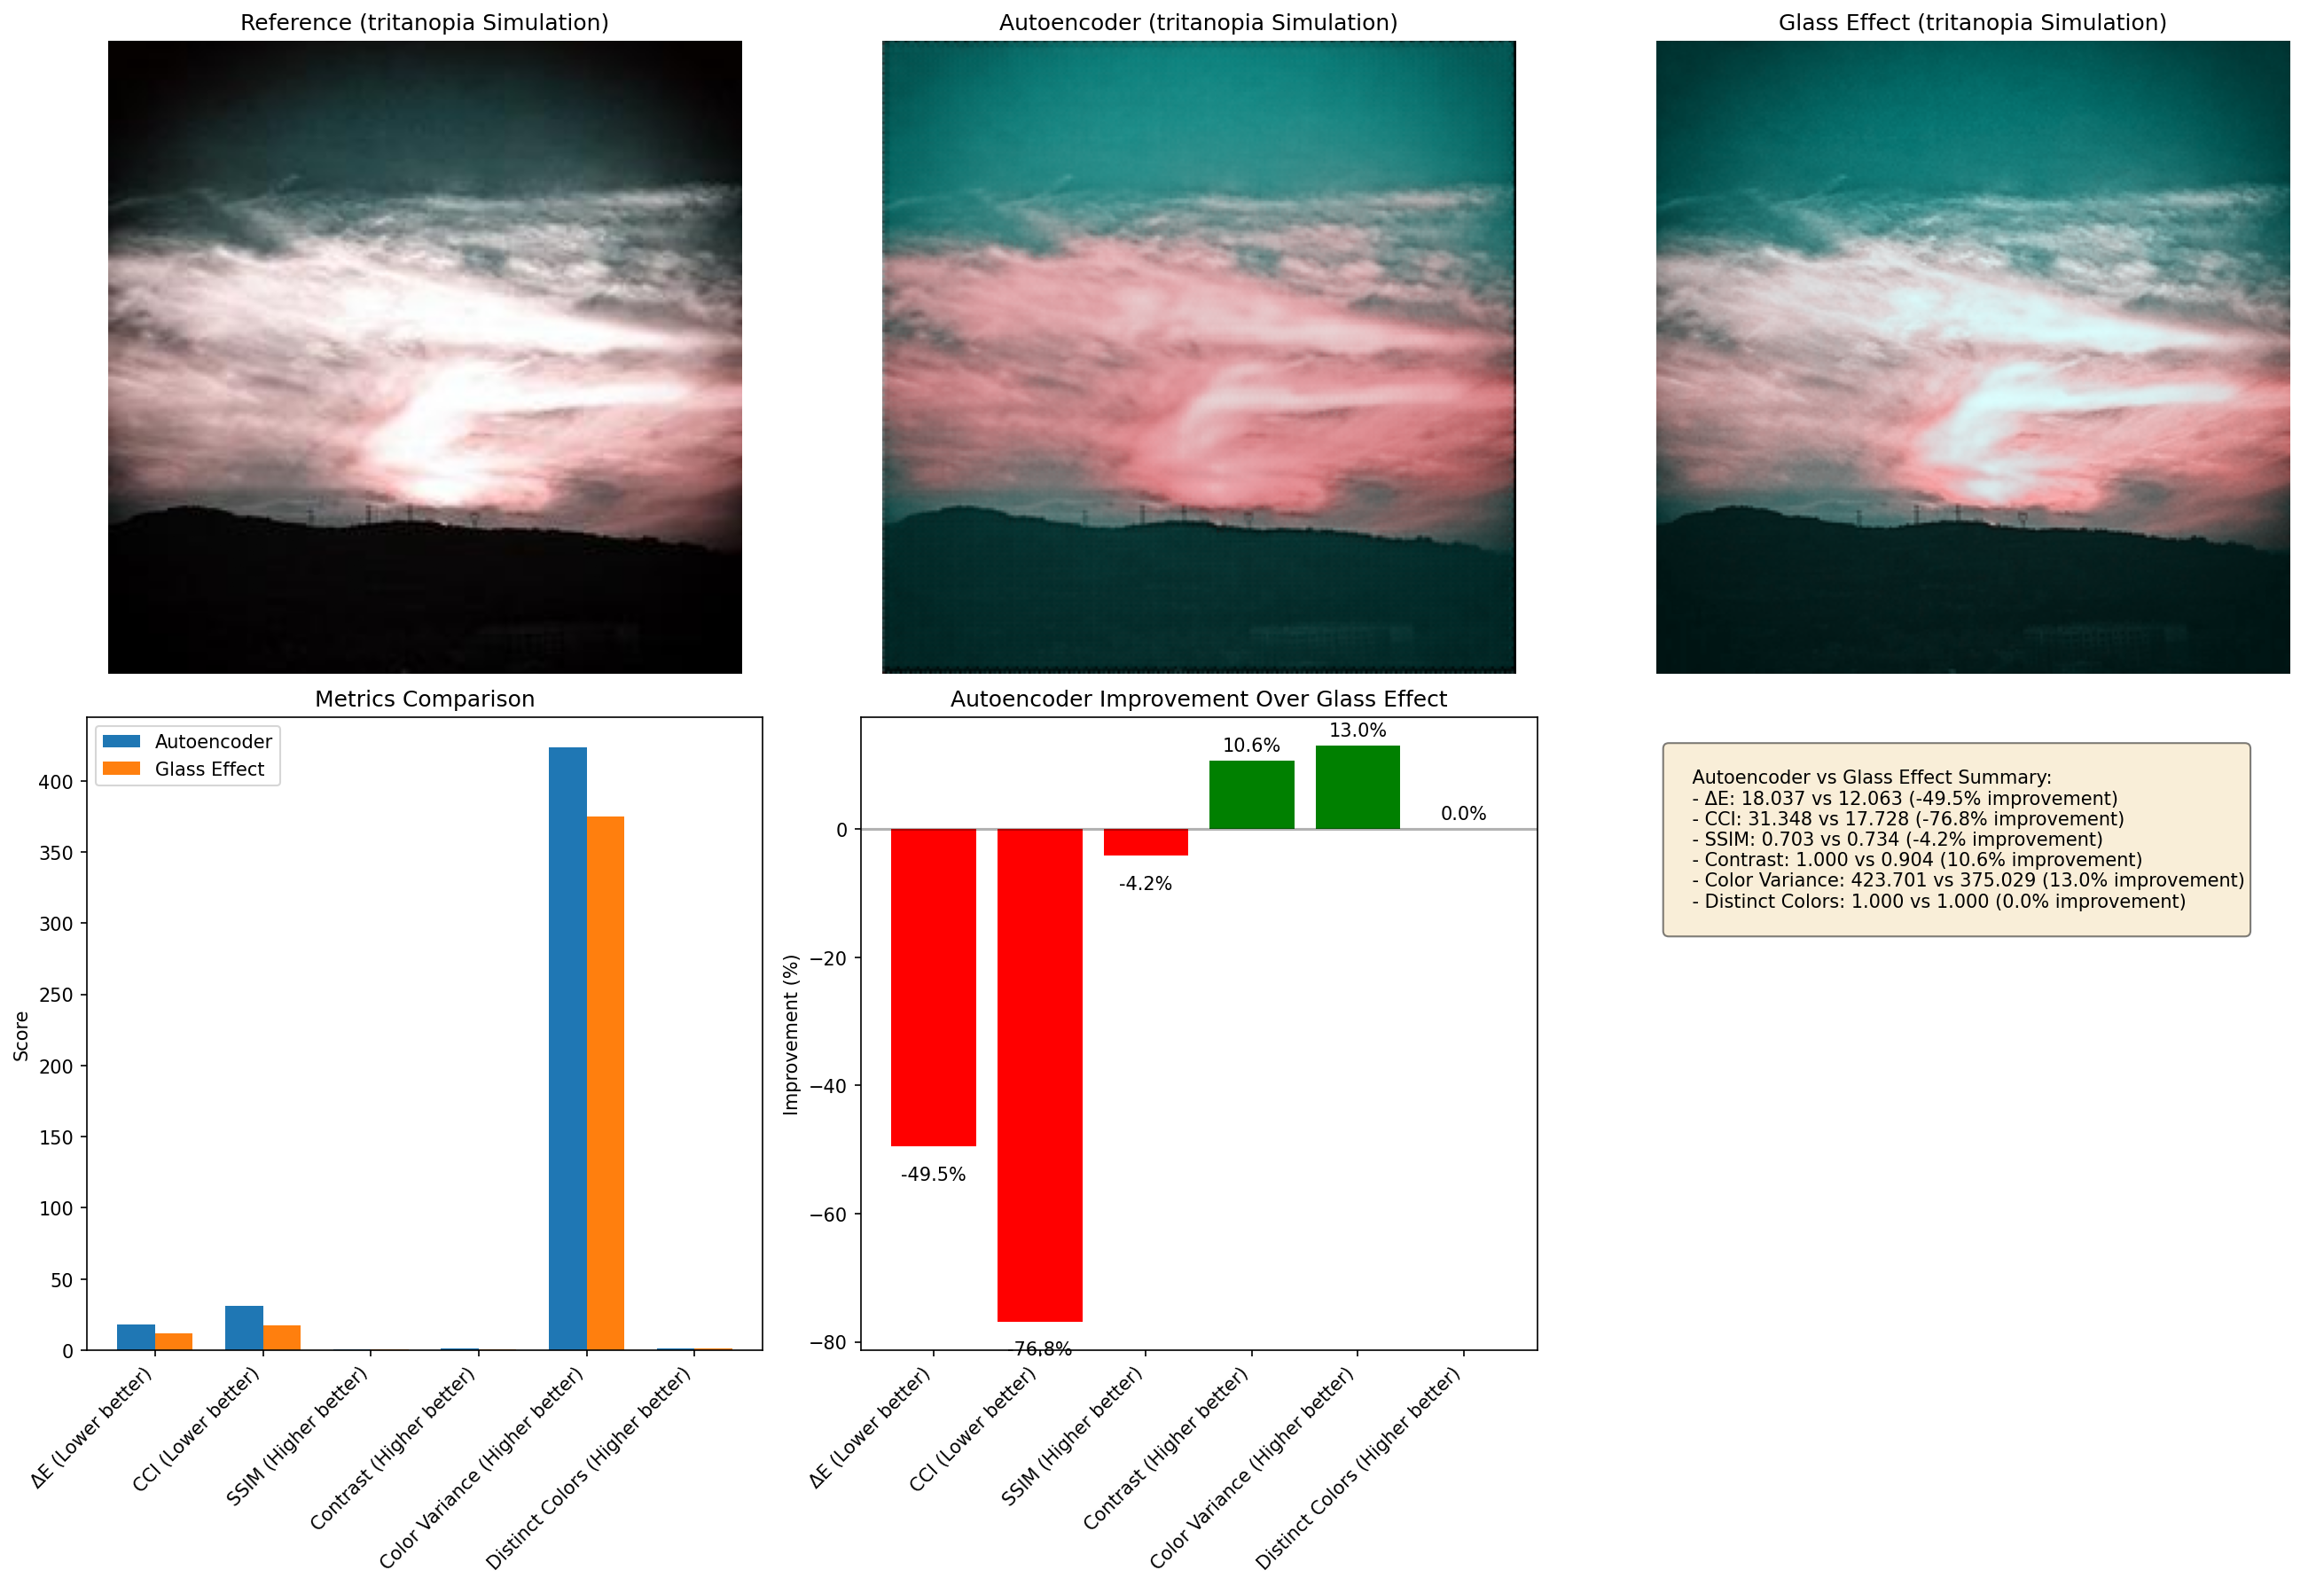 Reference (tritanopia Simulation)
Autoencoder (tritanopia Simulation)
Glass Effect (tritanopia Simulation)
Metrics Comparison
Autoencoder
Glass Effect
Score
400
350
300
250
200
150
100
50
0
ΔE (Lower better)
CCI (Lower better)
SSIM (Higher better)
Contrast (Higher better)
Color Variance (Higher better)
Distinct Colors (Higher better)
Autoencoder Improvement Over Glass Effect
Improvement (%)
0
−20
−40
−60
−80
-49.5%
-76.8%
-4.2%
10.6%
13.0%
0.0%
ΔE (Lower better)
CCI (Lower better)
SSIM (Higher better)
Contrast (Higher better)
Color Variance (Higher better)
Distinct Colors (Higher better)
Autoencoder vs Glass Effect Summary:
- ΔE: 18.037 vs 12.063 (-49.5% improvement)
- CCI: 31.348 vs 17.728 (-76.8% improvement)
- SSIM: 0.703 vs 0.734 (-4.2% improvement)
- Contrast: 1.000 vs 0.904 (10.6% improvement)
- Color Variance: 423.701 vs 375.029 (13.0% improvement)
- Distinct Colors: 1.000 vs 1.000 (0.0% improvement)